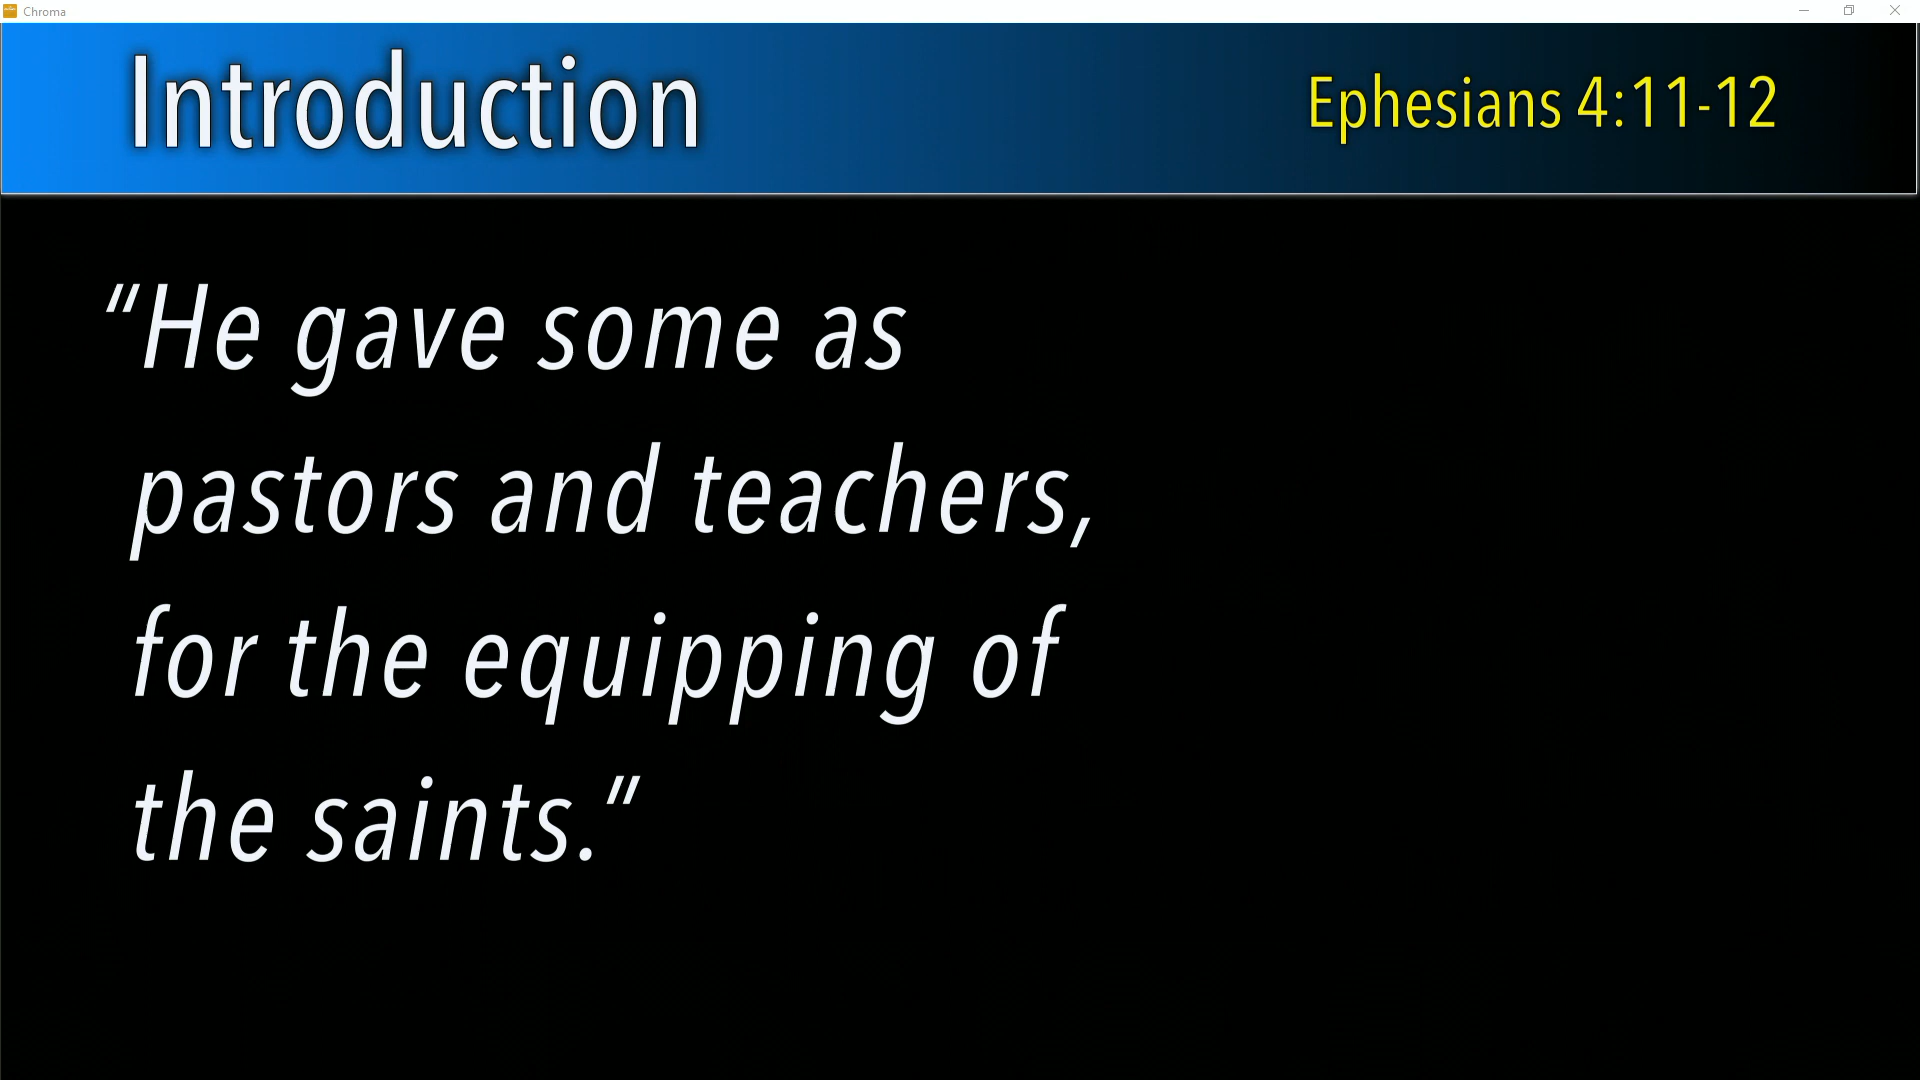 Chroma
Introduction
Ephesians 4:11-12
“He gave some as
pastors and teachers,
for the equipping of
the saints.”